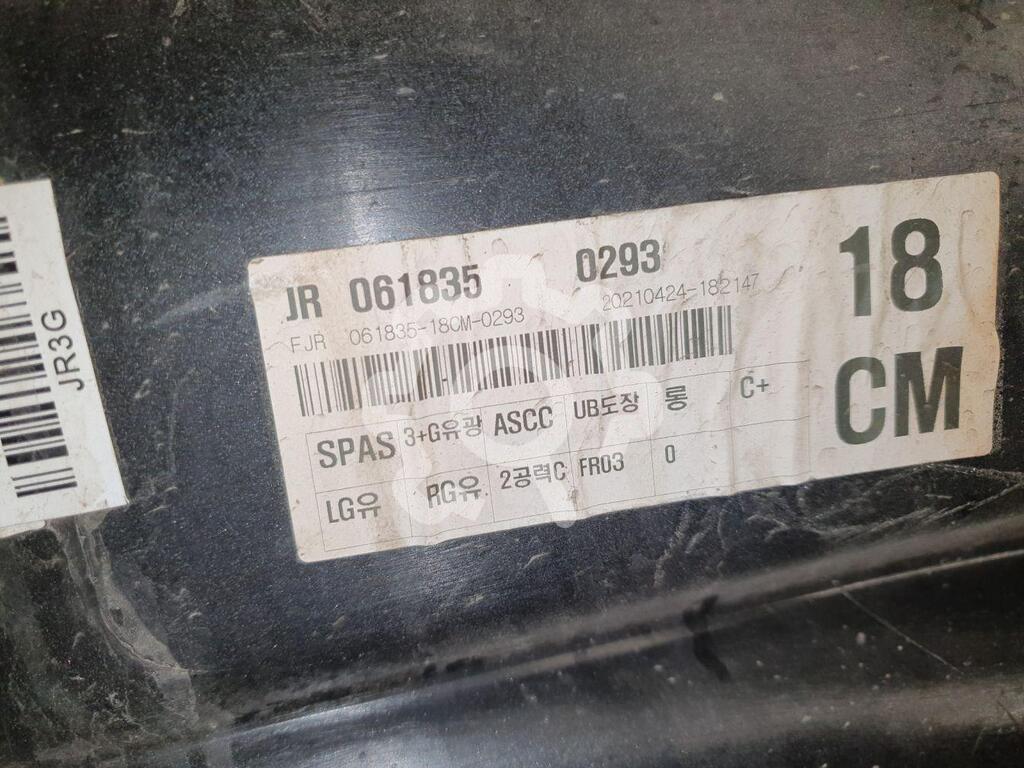 JR3G
JR 061835 0293
FJR 061835-18CM-0293 20210424-182147
18
CM
SPAS 3+G유광 ASCC UB도장 롱 C+
LG유 RG유 2공력C FR03 0